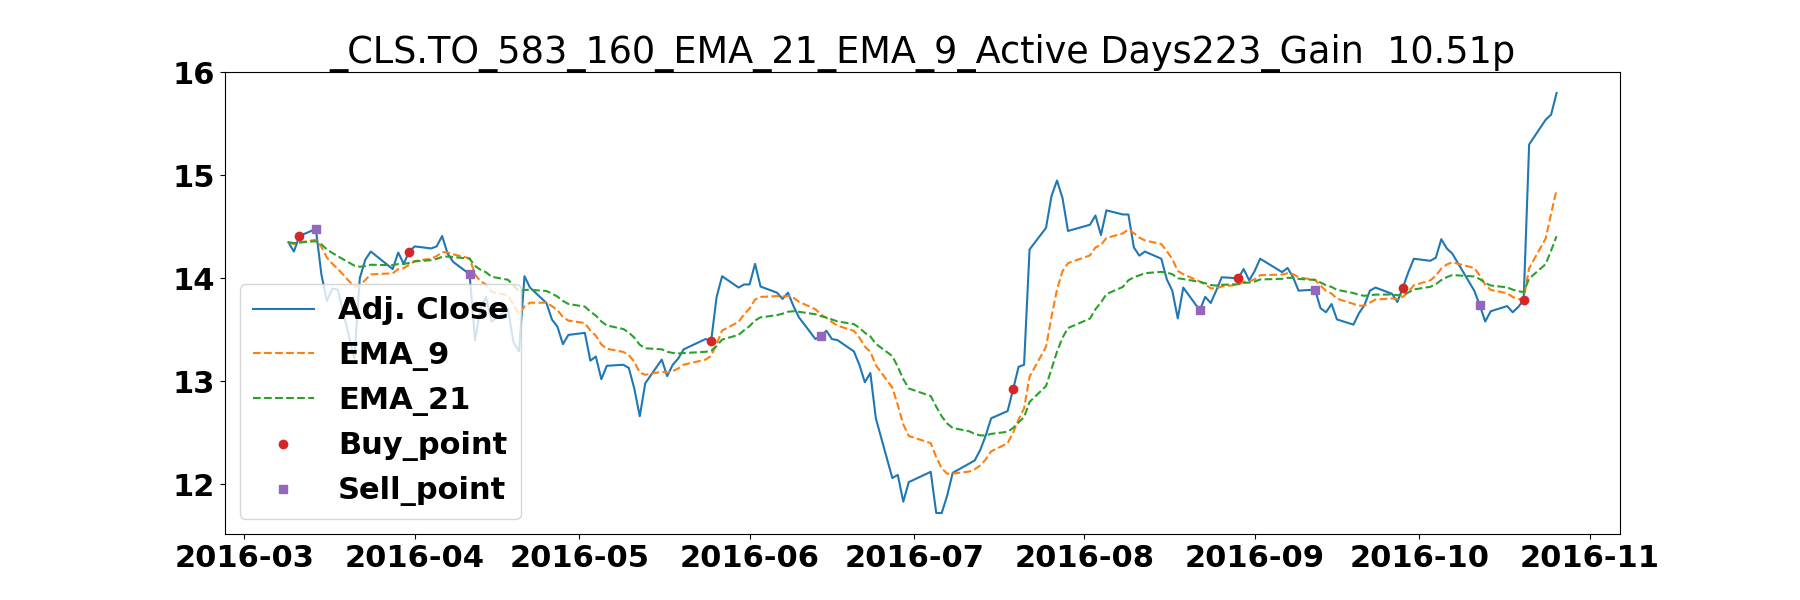 _CLS.TO_583_160_EMA_21_EMA_9_Active Days223_Gain  10.51p
16
15
14
13
12
Adj. Close
EMA_9
EMA_21
Buy_point
Sell_point
2016-03 2016-04 2016-05 2016-06 2016-07 2016-08 2016-09 2016-10 2016-11